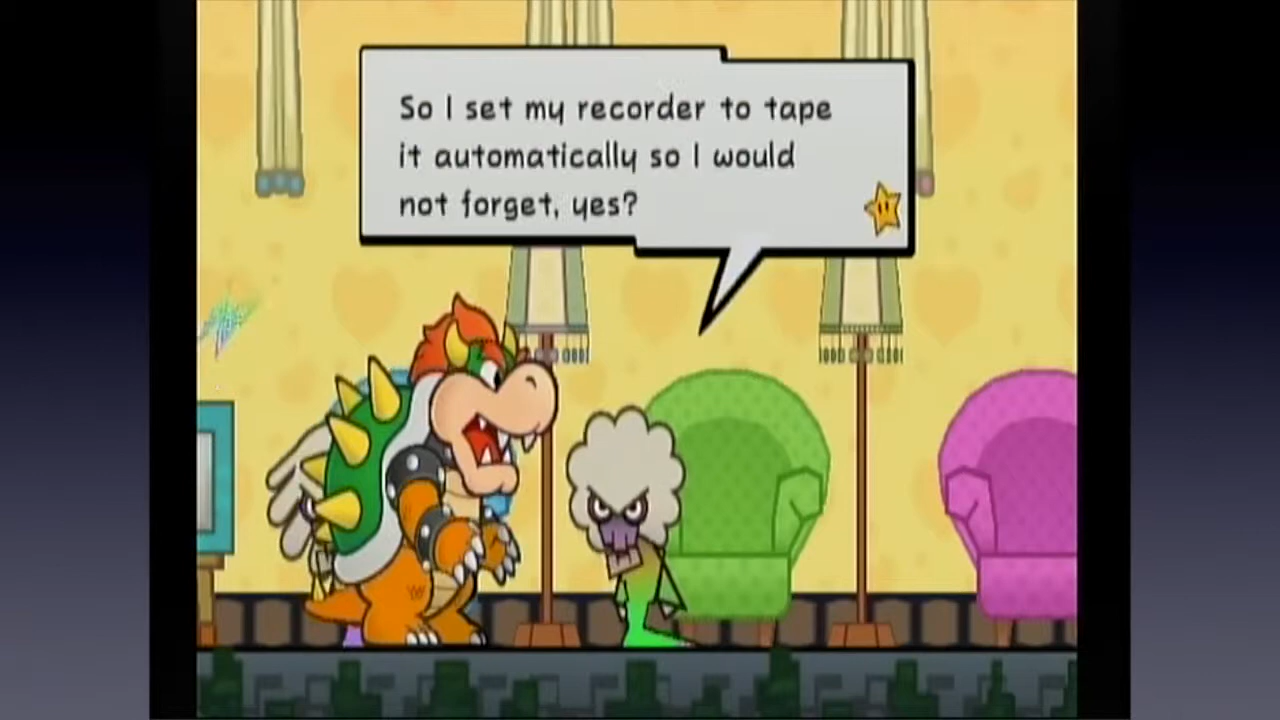 So I set my recorder to tape
it automatically so I would
not forget, yes?